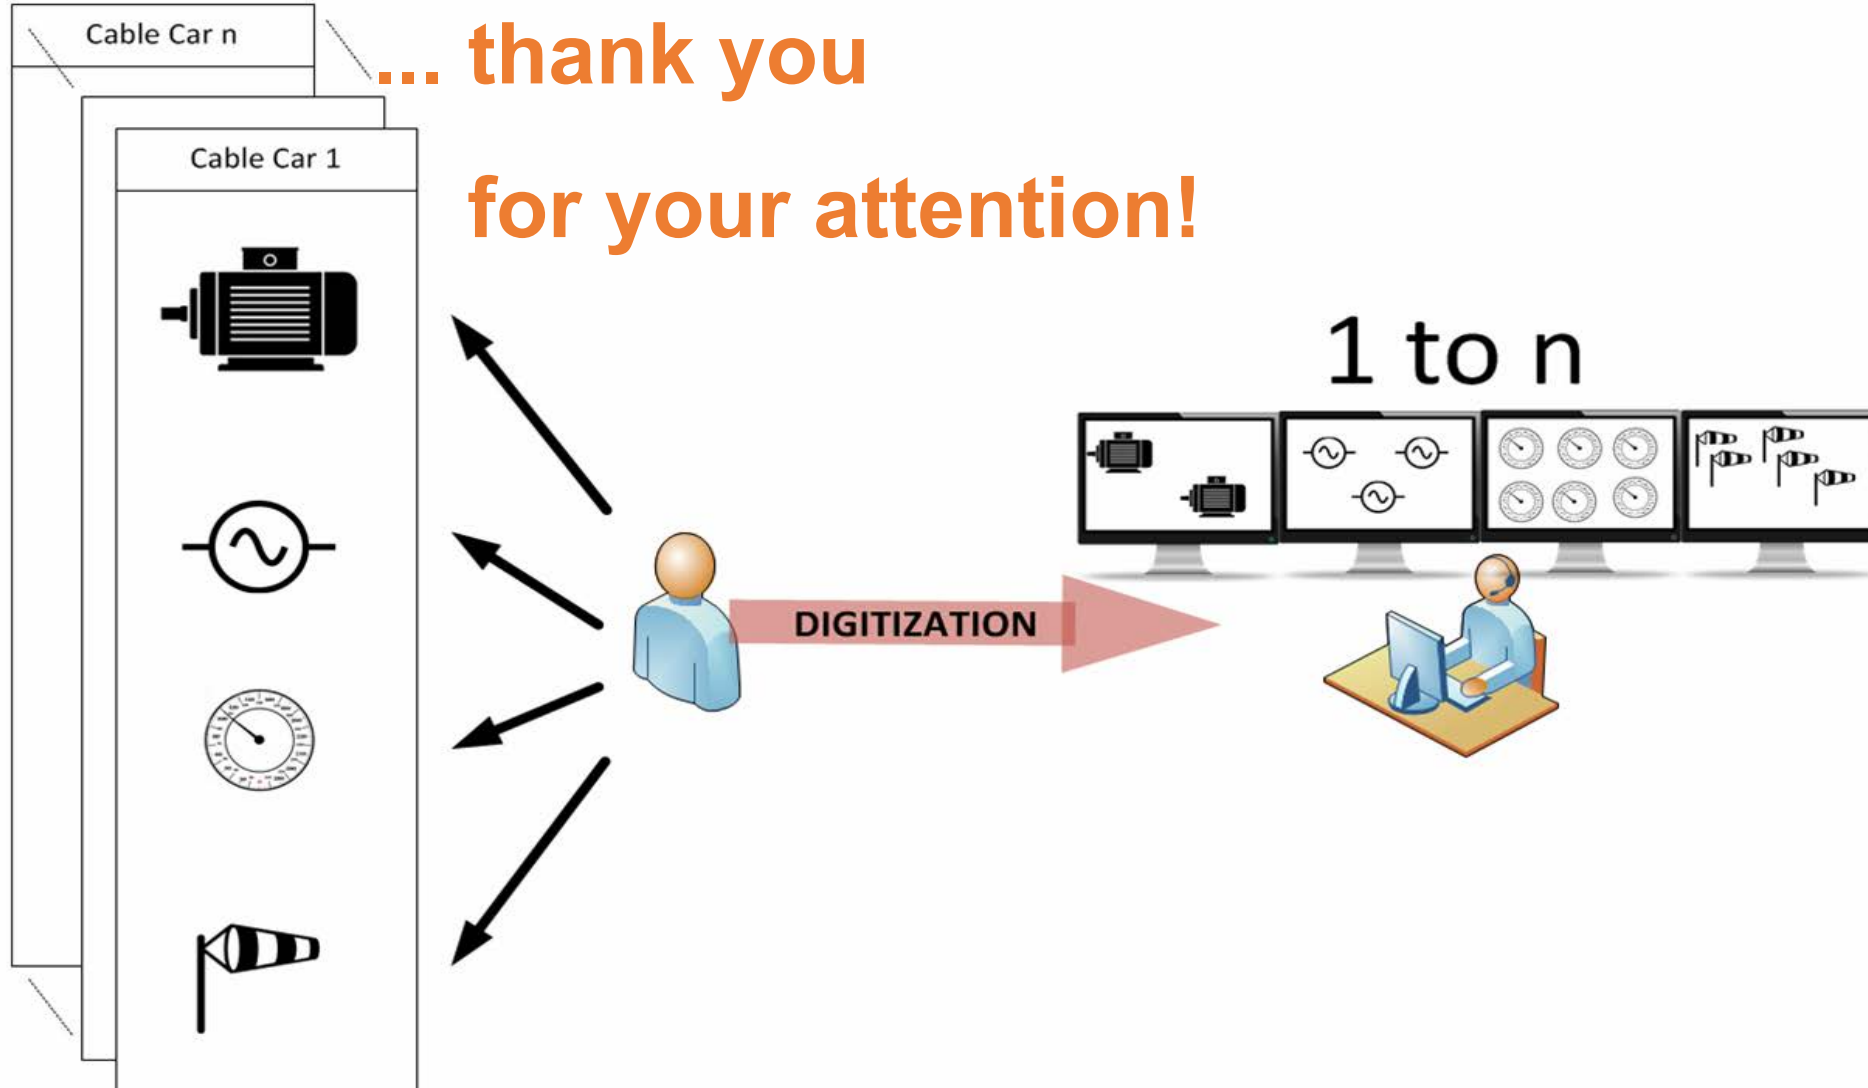 Cable Car n
... thank you
Cable Car 1
for your attention!
1 to n
DIGITIZATION